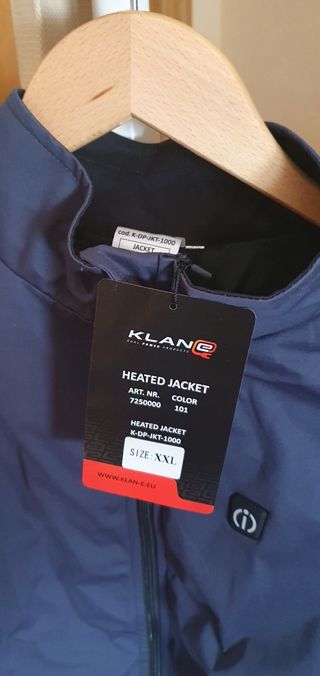 cod. K-DP-JKT-1000
JACKET
KLANe
DUAL POWER PRODUCTS
HEATED JACKET
ART. NR. COLOR
7250000 101
HEATED JACKET
K-DP-JKT-1000
SIZE: XXL
WWW.KLAN-E.EU